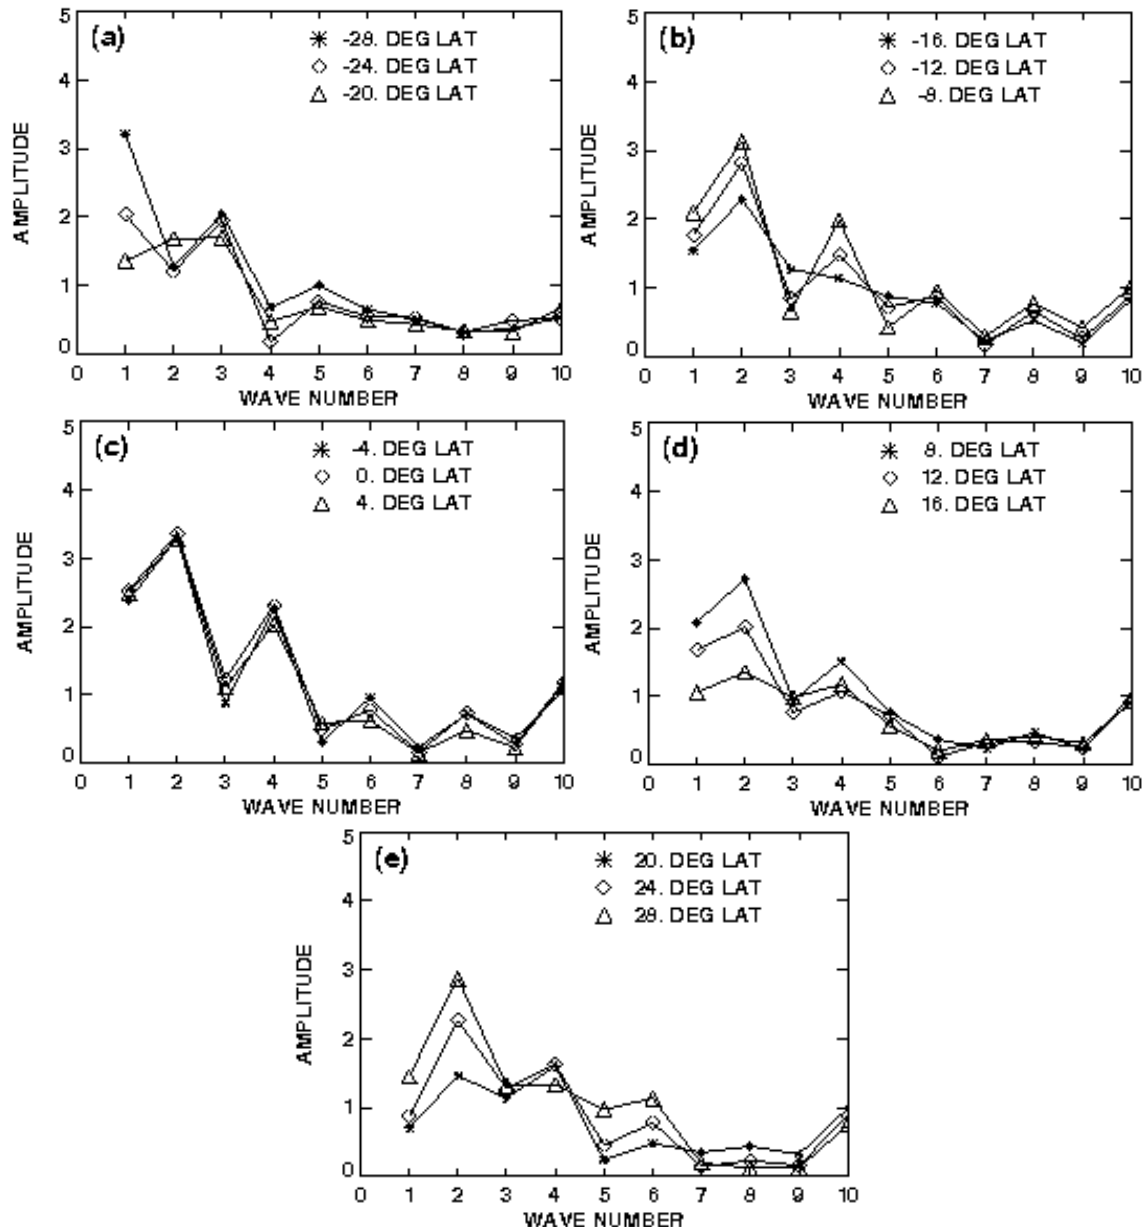 (a)
-28. DEG LAT
-24. DEG LAT
-20. DEG LAT
AMPLITUDE
5
4
3
2
1
0
0 1 2 3 4 5 6 7 8 9 10
WAVE NUMBER
(b)
-16. DEG LAT
-12. DEG LAT
-8. DEG LAT
AMPLITUDE
5
4
3
2
1
0
0 1 2 3 4 5 6 7 8 9 10
WAVE NUMBER
(c)
-4. DEG LAT
0. DEG LAT
4. DEG LAT
AMPLITUDE
5
4
3
2
1
0
0 1 2 3 4 5 6 7 8 9 10
WAVE NUMBER
(d)
8. DEG LAT
12. DEG LAT
16. DEG LAT
AMPLITUDE
5
4
3
2
1
0
0 1 2 3 4 5 6 7 8 9 10
WAVE NUMBER
(e)
20. DEG LAT
24. DEG LAT
28. DEG LAT
AMPLITUDE
5
4
3
2
1
0
0 1 2 3 4 5 6 7 8 9 10
WAVE NUMBER